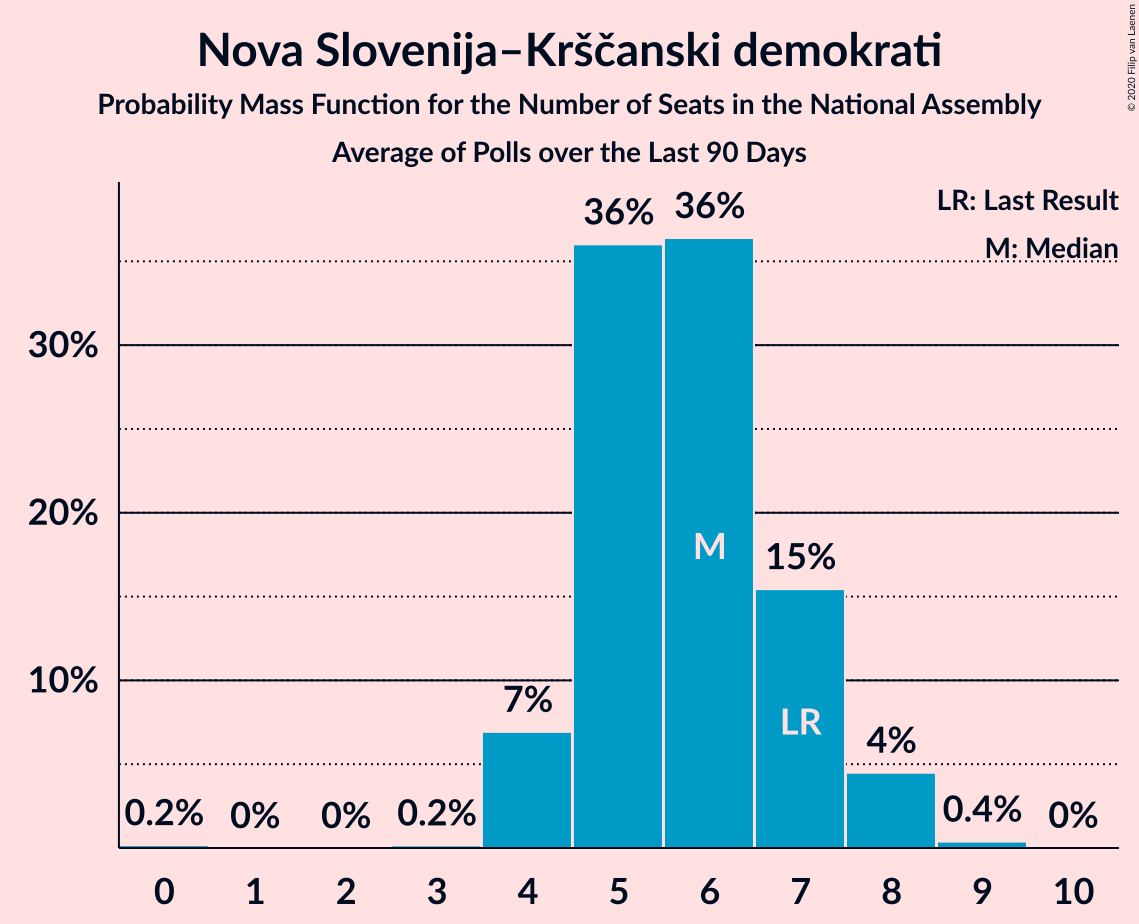 Nova Slovenija–Krščanski demokrati
Probability Mass Function for the Number of Seats in the National Assembly
Average of Polls over the Last 90 Days
© 2020 Filip van Laenen
LR: Last Result
M: Median
36% 36%
30%
20%
M
15%
10%
7%
LR
4%
0.2% 0% 0% 0.2% 0.4% 0%
0 1 2 3 4 5 6 7 8 9 10